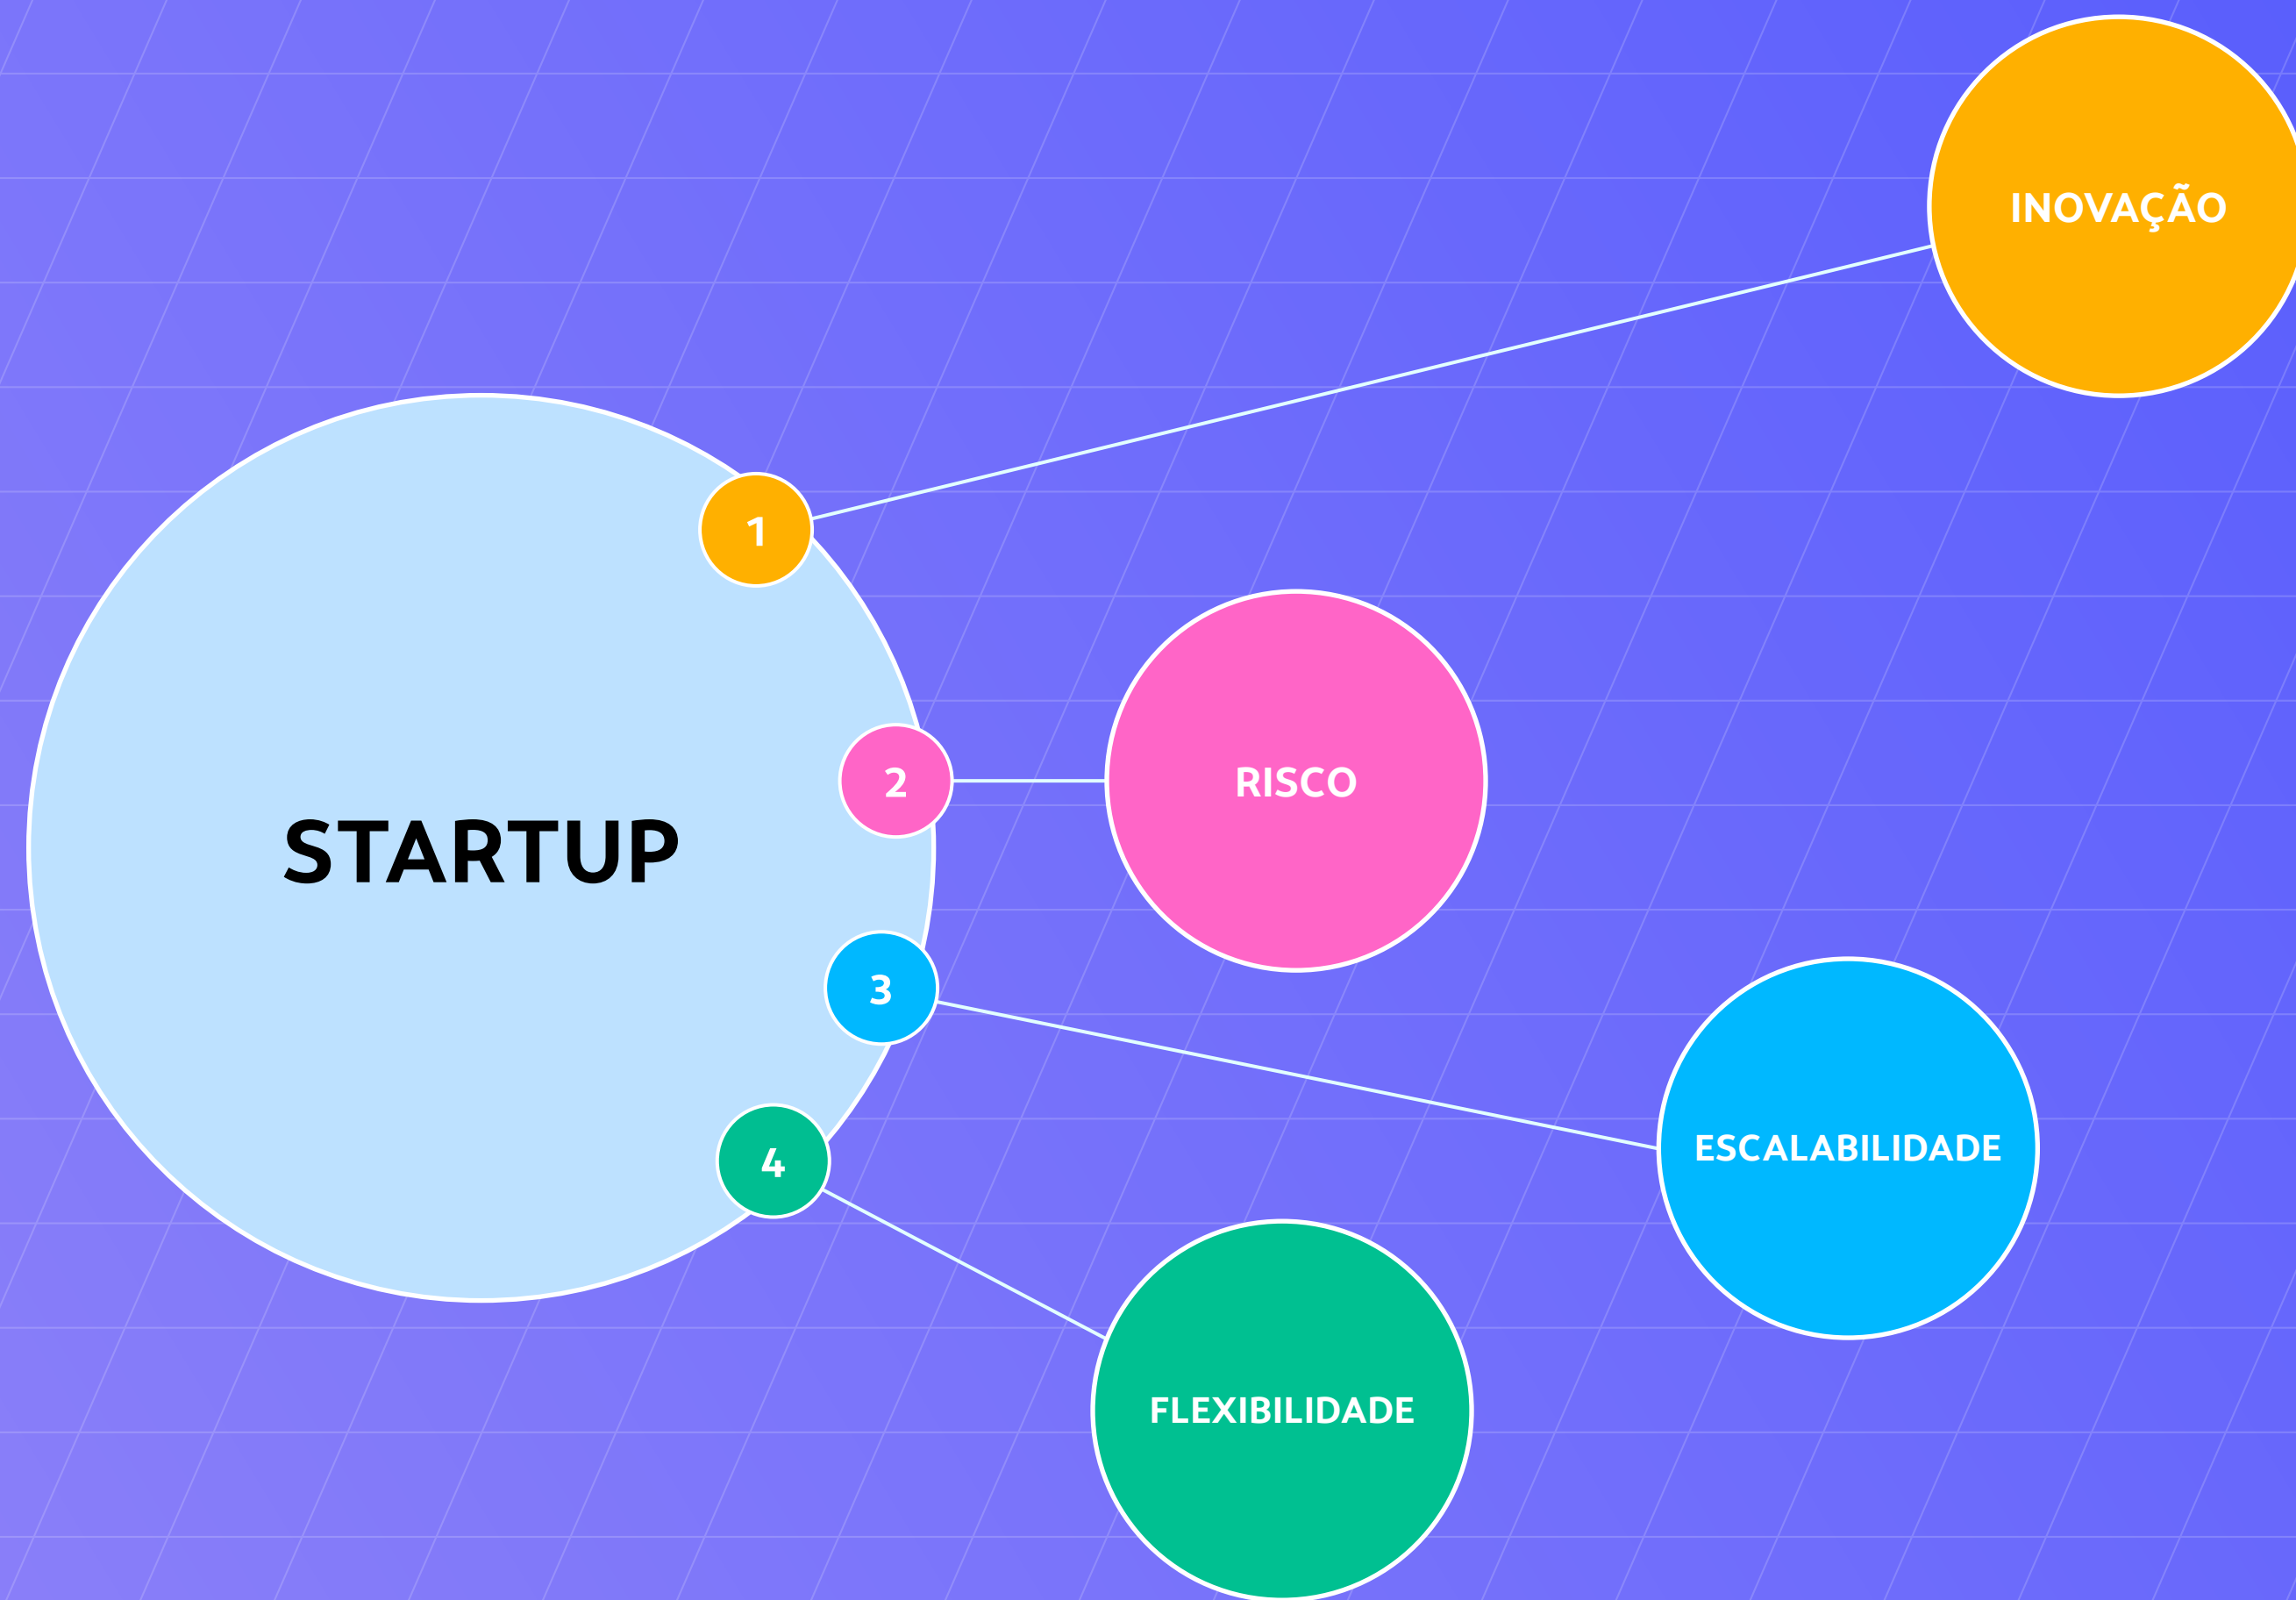 STARTUP
1
INOVAÇÃO
2
RISCO
3
ESCALABILIDADE
4
FLEXIBILIDADE